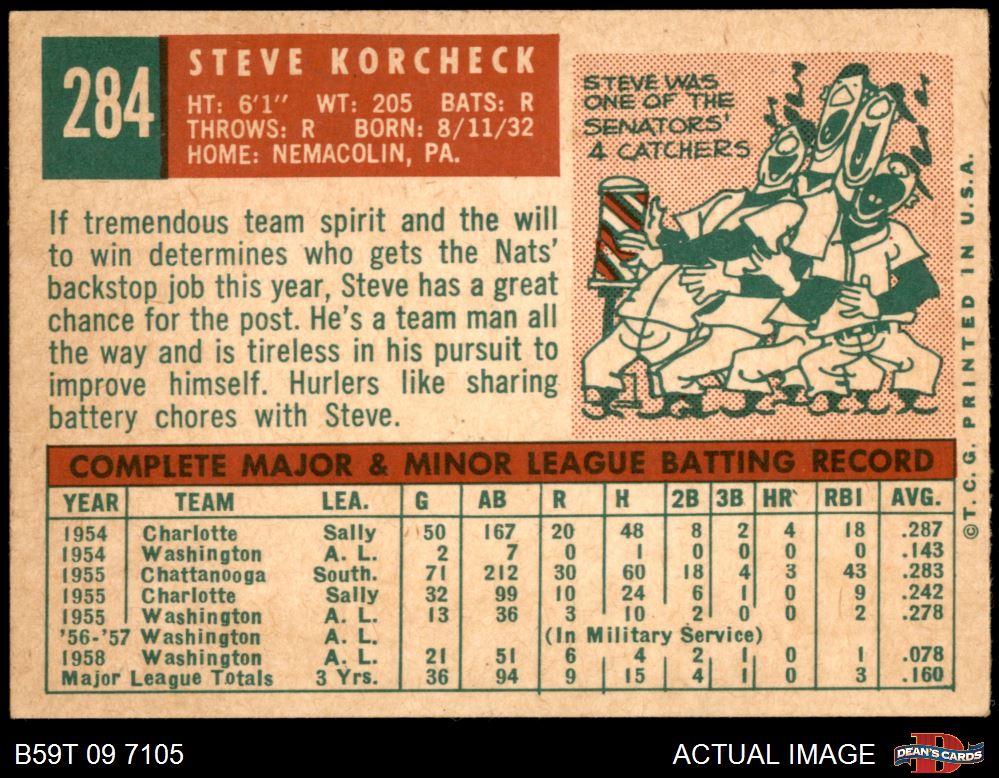 284
STEVE KORCHECK
HT: 6'1" WT: 205 BATS: R
THROWS: R BORN: 8/11/32
HOME: NEMACOLIN, PA.
STEVE WAS
ONE OF THE
SENATORS'
4 CATCHERS
If tremendous team spirit and the will
to win determines who gets the Nats'
backstop job this year, Steve has a great
chance for the post. He's a team man all
the way and is tireless in his pursuit to
improve himself. Hurlers like sharing
battery chores with Steve.
COMPLETE MAJOR & MINOR LEAGUE BATTING RECORD
YEAR TEAM LEA. G AB R H 2B 3B HR RBI AVG.
1954 Charlotte Sally 50 167 20 48 8 2 4 18 .287
1954 Washington A. L. 2 7 0 1 0 0 0 0 .143
1955 Chattanooga South. 71 212 30 60 18 4 3 43 .283
1955 Charlotte Sally 32 99 10 24 6 1 0 9 .242
1955 Washington A. L. 13 36 3 10 2 0 0 2 .278
'56-'57 Washington A. L. (In Military Service)
1958 Washington A. L. 21 51 6 4 2 1 0 1 .078
Major League Totals 3 Yrs. 36 94 9 15 4 1 0 3 .160
©T. C. G. PRINTED IN U.S.A.
B59T 09 7105
ACTUAL IMAGE
DEAN'S CARDS